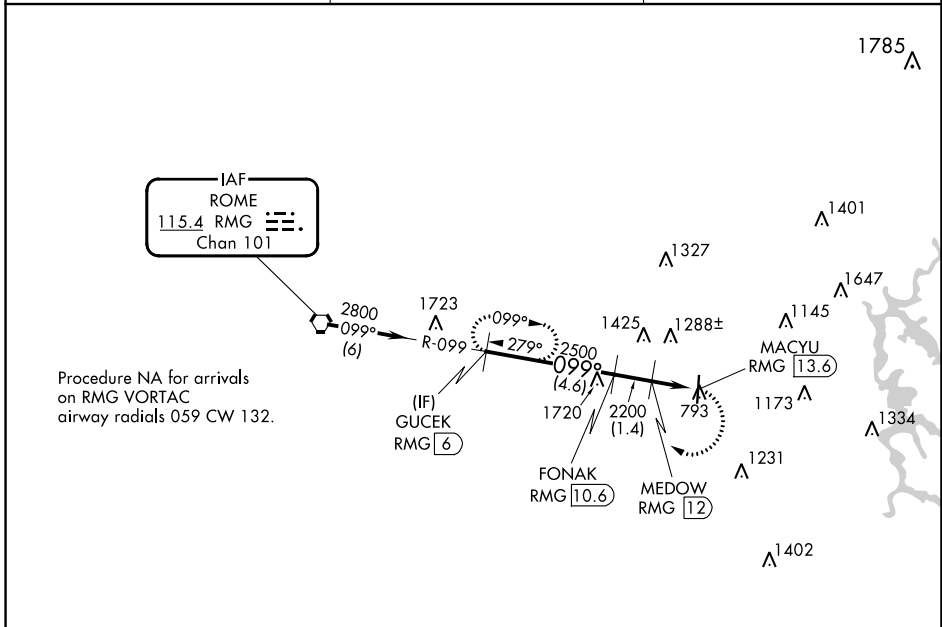 1785
IAF
ROME
115.4 RMG
Chan 101
1401
1327
1647
2800
099°
(6)
1723
R-099
099°
279°
2500
099°
(4.6)
1425
1288±
1145
MACYU
RMG 13.6
Procedure NA for arrivals
on RMG VORTAC
airway radials 059 CW 132.
(IF)
GUCEK
RMG 6
1720
2200
(1.4)
793
1173
1334
FONAK
RMG 10.6
MEDOW
RMG 12
1231
1402